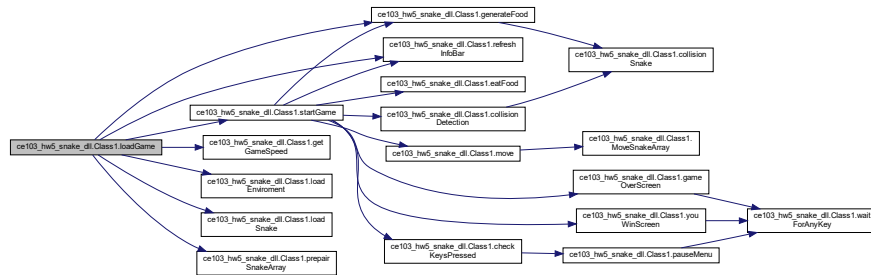 ce103_hw5_snake_dll.Class1.loadGame
ce103_hw5_snake_dll.Class1.generateFood
ce103_hw5_snake_dll.Class1.refresh
InfoBar
ce103_hw5_snake_dll.Class1.startGame
ce103_hw5_snake_dll.Class1.get
GameSpeed
ce103_hw5_snake_dll.Class1.load
Enviroment
ce103_hw5_snake_dll.Class1.load
Snake
ce103_hw5_snake_dll.Class1.prepair
SnakeArray
ce103_hw5_snake_dll.Class1.eatFood
ce103_hw5_snake_dll.Class1.collision
Detection
ce103_hw5_snake_dll.Class1.move
ce103_hw5_snake_dll.Class1.check
KeysPressed
ce103_hw5_snake_dll.Class1.collision
Snake
ce103_hw5_snake_dll.Class1.
MoveSnakeArray
ce103_hw5_snake_dll.Class1.game
OverScreen
ce103_hw5_snake_dll.Class1.you
WinScreen
ce103_hw5_snake_dll.Class1.pauseMenu
ce103_hw5_snake_dll.Class1.wait
ForAnyKey